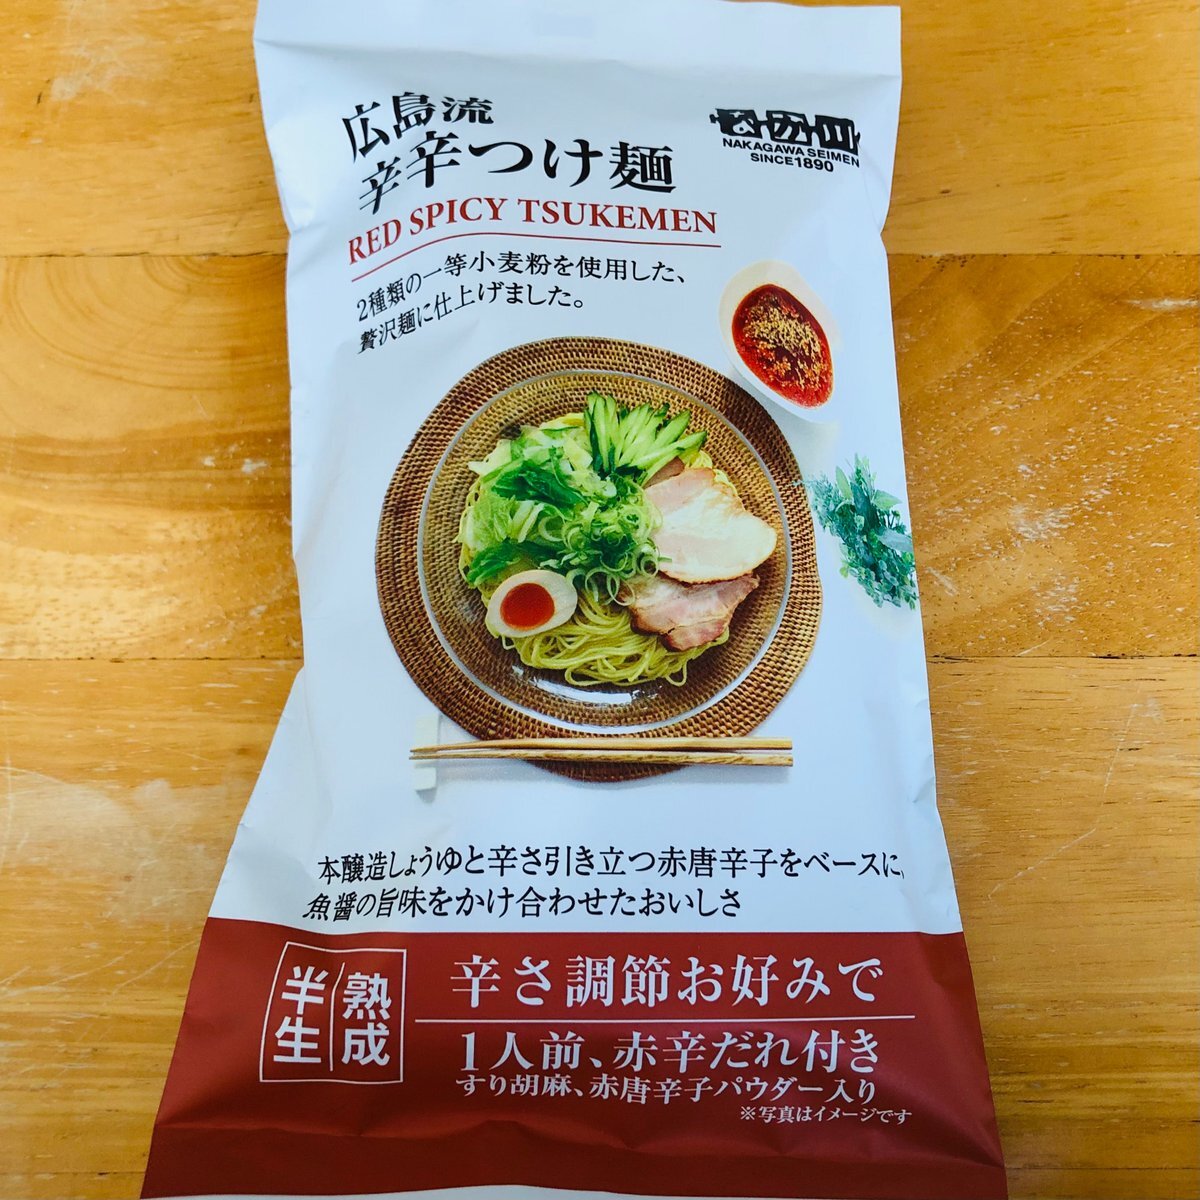 広島流
辛辛つけ麺
RED SPICY TSUKEMEN
なか川
NAKAGAWA SEIMEN
SINCE1890
2種類の一等小麦粉を使用した、
贅沢麺に仕上げました。
本醸造しょうゆと辛さ引き立つ赤唐辛子をベースに、
魚醤の旨味をかけ合わせたおいしさ
熟成
半生
辛さ調節お好みで
1人前、赤辛だれ付き
すり胡麻、赤唐辛子パウダー入り
※写真はイメージです